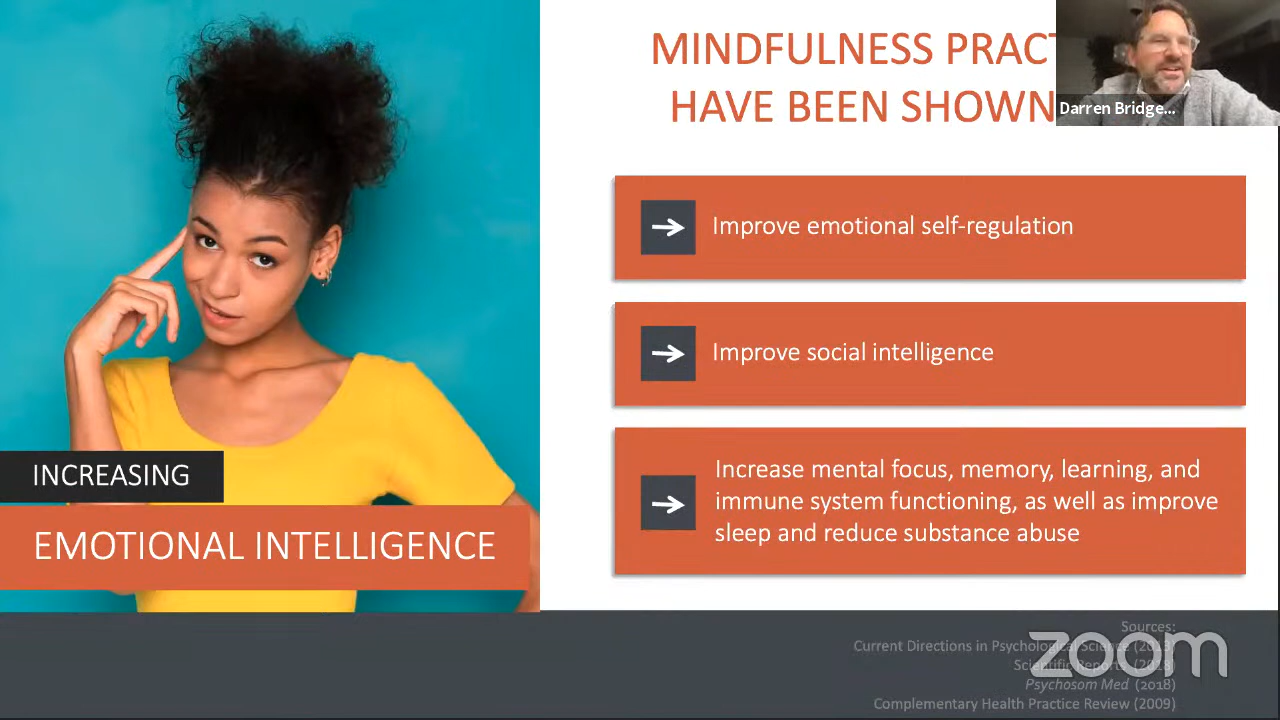 MINDFULNESS PRACT
HAVE BEEN SHOWN
Darren Bridge...
Improve emotional self-regulation
Improve social intelligence
Increase mental focus, memory, learning, and
immune system functioning, as well as improve
sleep and reduce substance abuse
INCREASING
EMOTIONAL INTELLIGENCE
Sources:
Current Directions in Psychological Science (2013)
Scientific Reports (2018)
Psychosom Med (2018)
Complementary Health Practice Review (2009)
zoom